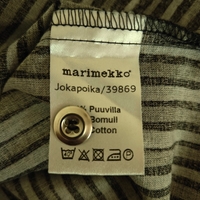 marimekko®
Jokapoika/39869
% Puuvilla
Bomull
Cotton